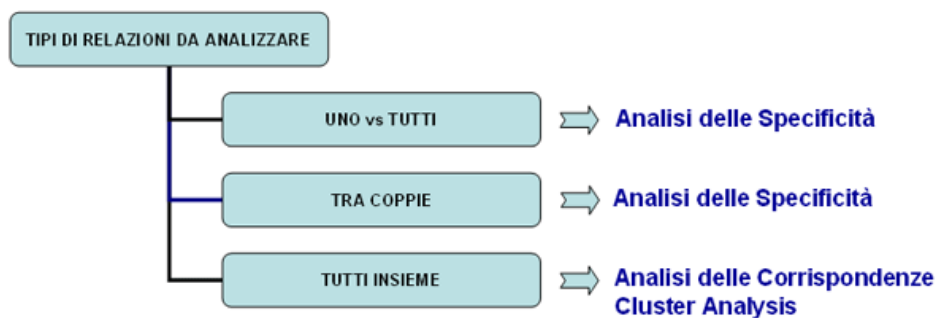 TIPI DI RELAZIONI DA ANALIZZARE
UNO vs TUTTI
Analisi delle Specificità
TRA COPPIE
Analisi delle Specificità
TUTTI INSIEME
Analisi delle Corrispondenze
Cluster Analysis